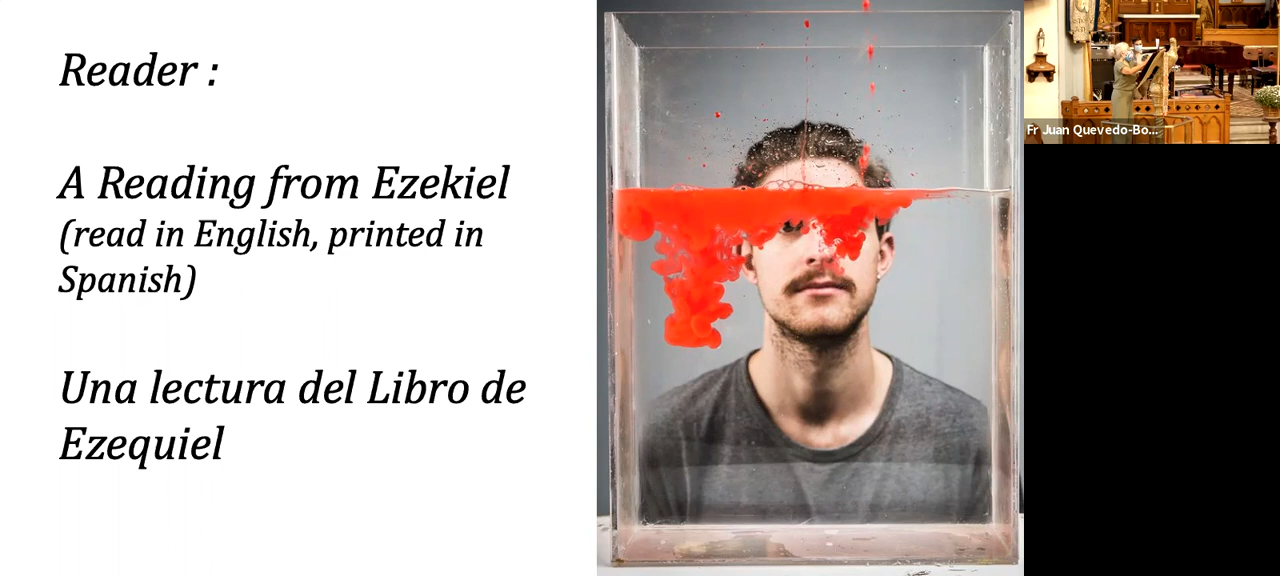 Reader :
A Reading from Ezekiel
(read in English, printed in
Spanish)
Una lectura del Libro de
Ezequiel
Fr Juan Quevedo-Bo...